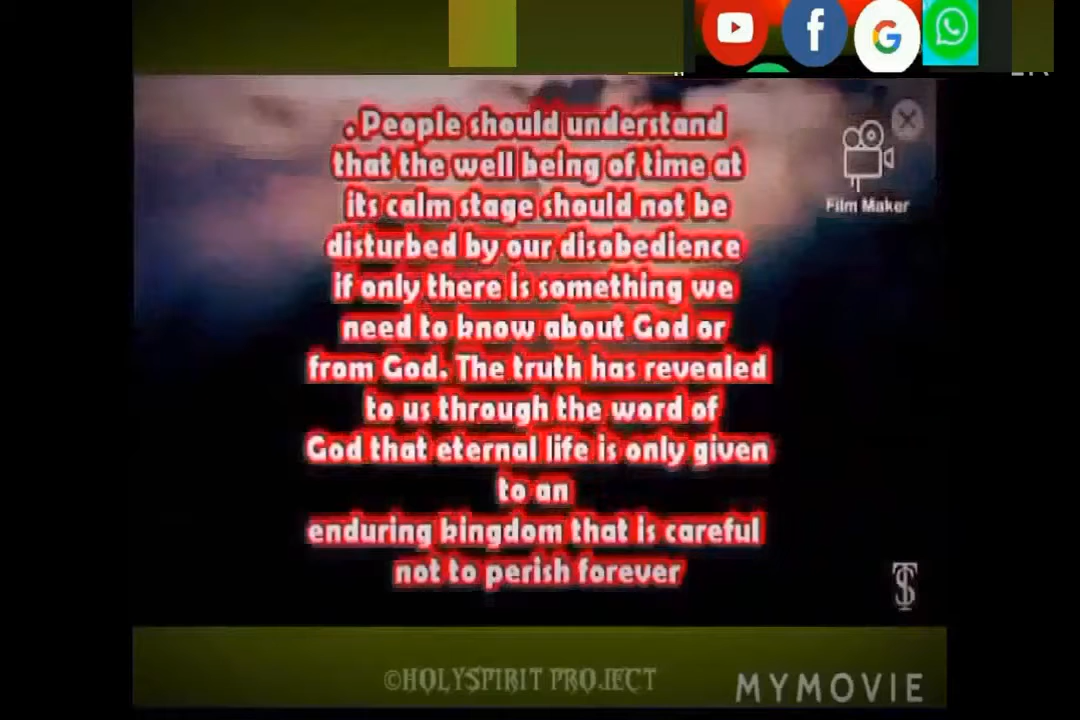 .People should understand
that the well being of time at
its calm stage should not be
disturbed by our disobedience
if only there is something we
need to know about God or
from God. The truth has revealed
to us through the word of
God that eternal life is only given
to an
enduring kingdom that is careful
not to perish forever
Film Maker
©HOLYSPIRIT PROJECT
MYMOVIE